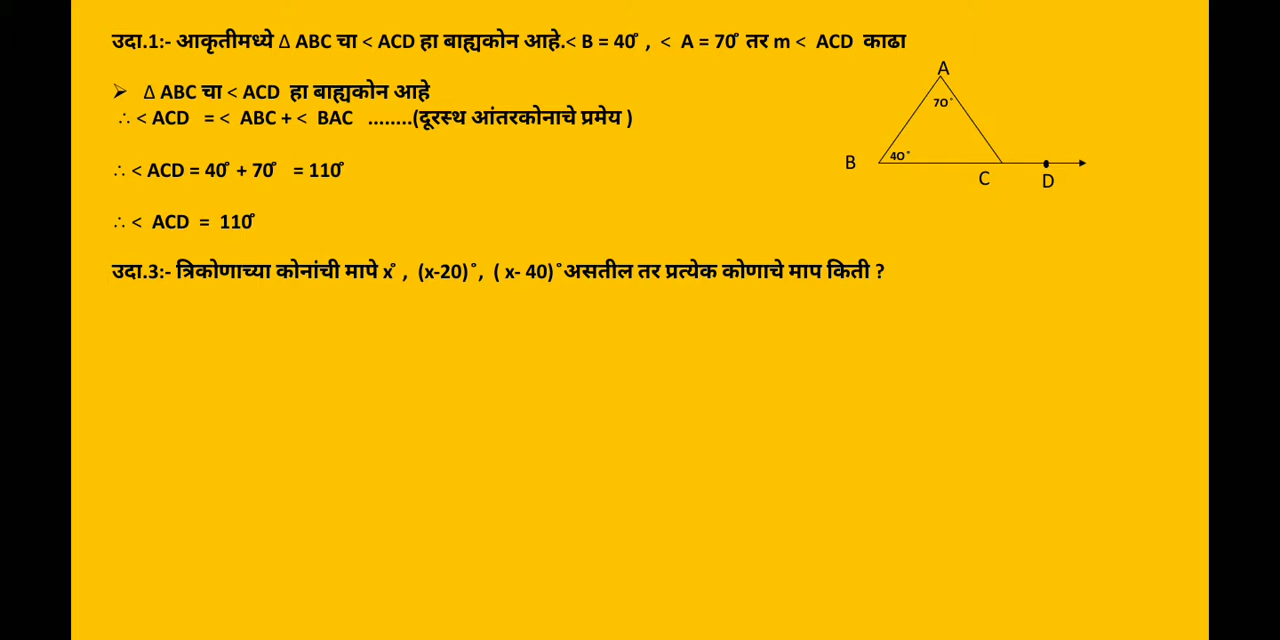 उदा.1:- आकृतीमध्ये ∆ ABC चा < ACD हा बाह्यकोन आहे.< B = 40° , < A = 70° तर m < ACD काढा
➢ ∆ ABC चा < ACD हा बाह्यकोन आहे
∴ < ACD = < ABC + < BAC ........(दूरस्थ आंतरकोनाचे प्रमेय )
∴ < ACD = 40° + 70° = 110°
∴ < ACD = 110°
A
70°
B
40°
C
D
उदा.3:- त्रिकोणाच्या कोनांची मापे x° , (x-20)°, ( x- 40)°असतील तर प्रत्येक कोणाचे माप किती ?